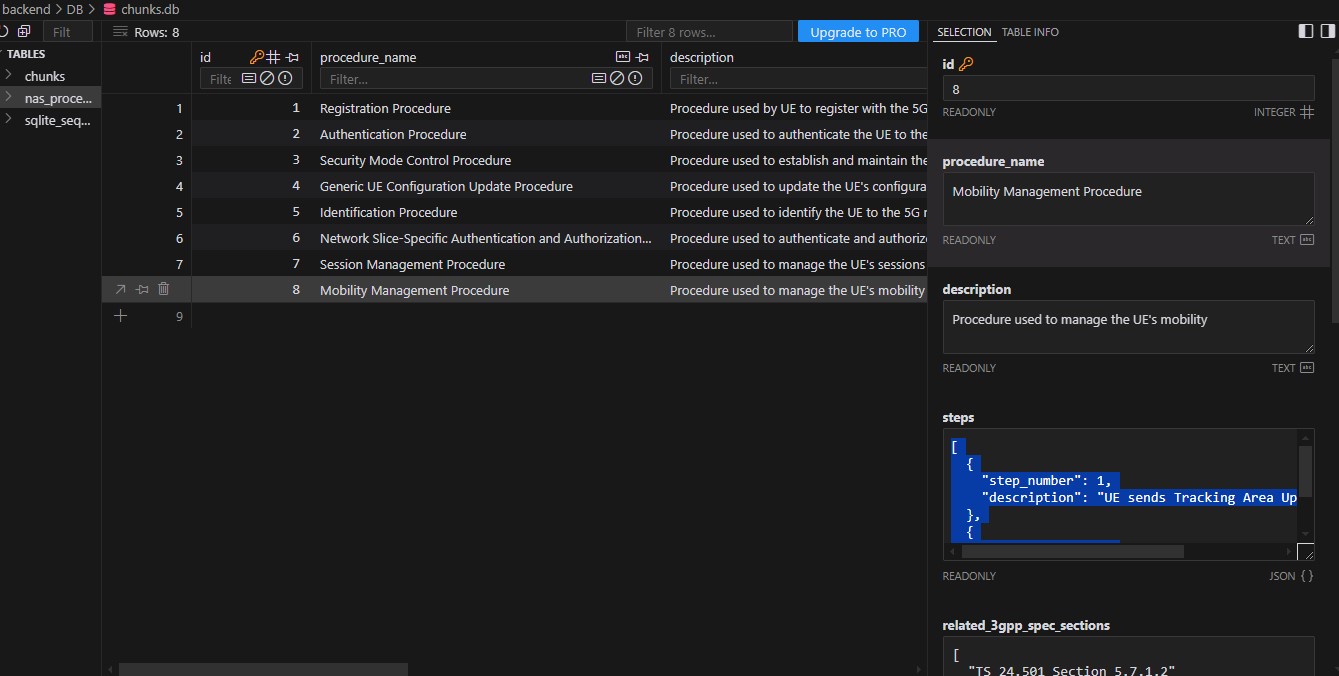 backend > DB > chunks.db
Filt
Rows: 8
Filter 8 rows...
Upgrade to PRO
SELECTION
TABLE INFO
TABLES
chunks
nas_proce...
sqlite_seq...
id
procedure_name
description
Filte
Filter...
Filter...
1 1 Registration Procedure Procedure used by UE to register with the 5G
2 2 Authentication Procedure Procedure used to authenticate the UE to the
3 3 Security Mode Control Procedure Procedure used to establish and maintain the
4 4 Generic UE Configuration Update Procedure Procedure used to update the UE's configura
5 5 Identification Procedure Procedure used to identify the UE to the 5G
6 6 Network Slice-Specific Authentication and Authorization... Procedure used to authenticate and authoriz
7 7 Session Management Procedure Procedure used to manage the UE's sessions
8 Mobility Management Procedure Procedure used to manage the UE's mobility
9
id
8
READONLY
INTEGER
procedure_name
Mobility Management Procedure
READONLY
TEXT
description
Procedure used to manage the UE's mobility
READONLY
TEXT
steps
[
{
"step_number": 1,
"description": "UE sends Tracking Area Up
},
{
READONLY
JSON { }
related_3gpp_spec_sections
[
"TS 24.501 Section 5.7.1.2"